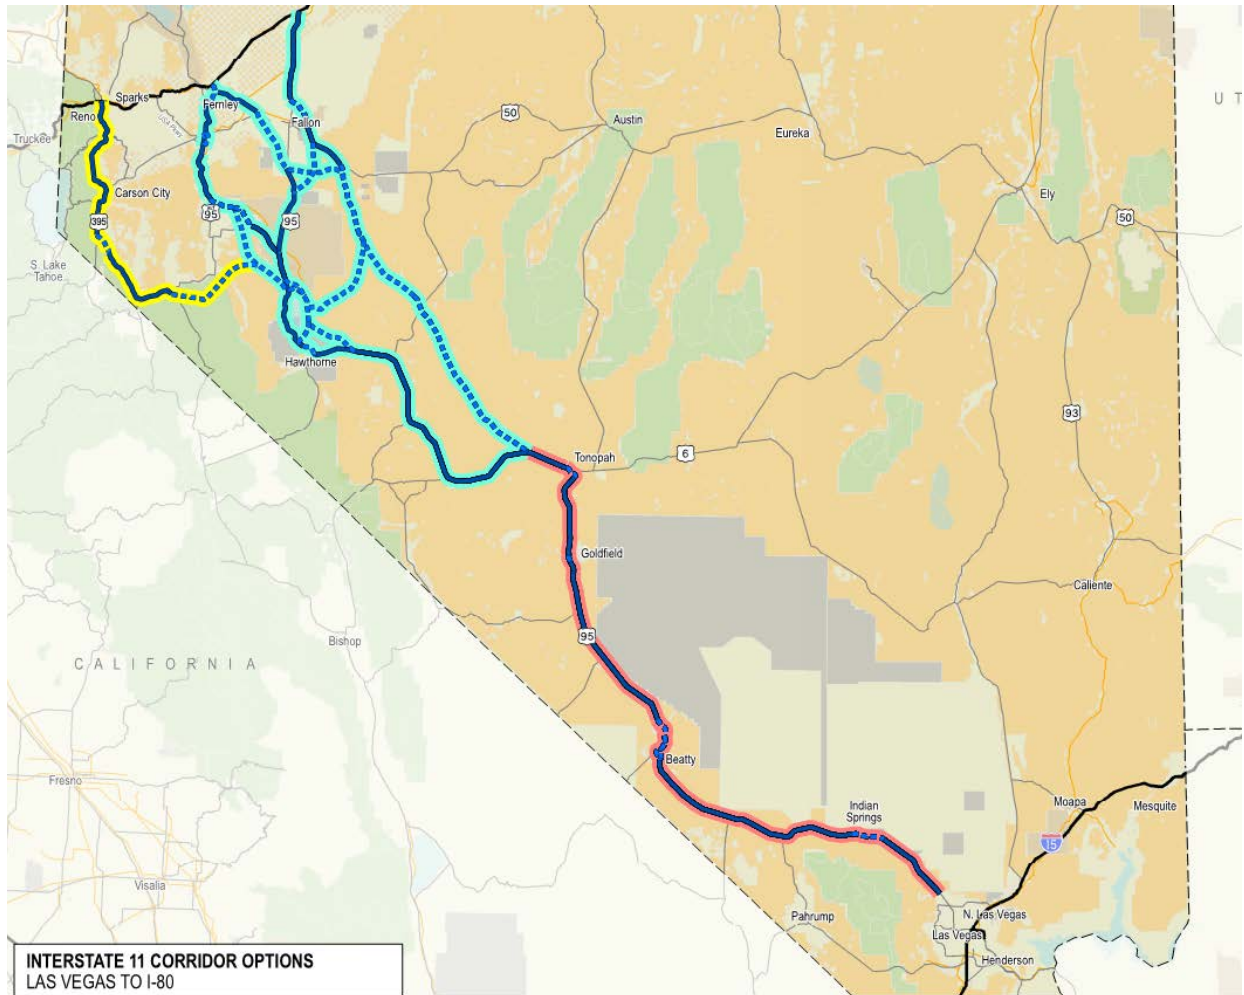 U T
Sparks
Reno
Fernley
USA Pkwy
Fallon
50
Austin
Eureka
Truckee
Carson City
Ely
95
95
50
395
S. Lake
Tahoe
Hawthorne
93
Tonopah
6
Goldfield
Caliente
95
Bishop
CALIFORNIA
Beatty
Fresno
Indian
Springs
Moapa
Mesquite
15
Visalia
Pahrump
N. Las Vegas
Las Vegas
Henderson
INTERSTATE 11 CORRIDOR OPTIONS
LAS VEGAS TO I-80